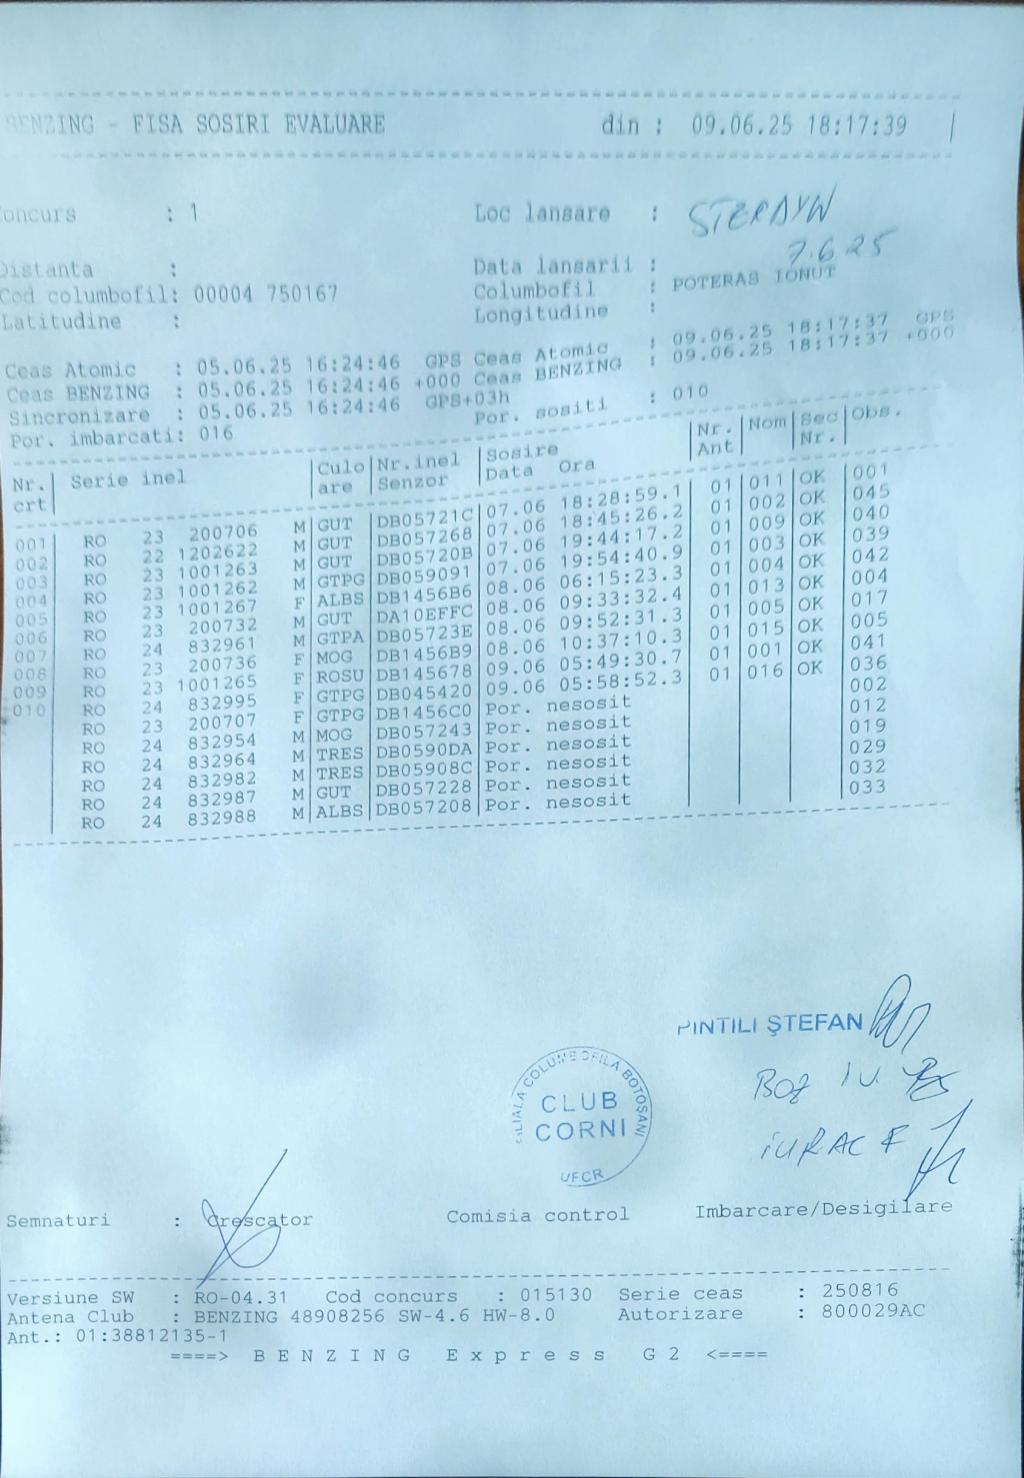 BENZING - FISA SOSIRI EVALUARE din : 09.06.25 18:17:39 |
Concurs : 1 Loc lansare : STERDYN
Distanta : Data lansarii : 7.6.25
Cod columbofil: 00004 750167 Columbofil : POTERAS IONUT
Latitudine : Longitudine :
Ceas Atomic : 05.06.25 16:24:46 GPS Ceas Atomic : 09.06.25 18:17:37 GPS
Ceas BENZING : 05.06.25 16:24:46 +000 Ceas BENZING : 09.06.25 18:17:37 +000
Sincronizare : 05.06.25 16:24:46 GPS+03h
Por. imbarcati: 016 Por. sositi : 010
Nr.| Serie inel |Culo|Nr.inel |Sosire |Nr.|Nom|Sec|Obs.
crt| |are |Senzor |Data Ora |Ant| |Nr.|
001| RO 23 200706 M|GUT |DB05721C|07.06 18:28:59.1| 01|011|OK |001
002| RO 22 1202622 M|GUT |DB057268|07.06 18:45:26.2| 01|002|OK |045
003| RO 23 1001263 M|GUT |DB05720B|07.06 19:44:17.2| 01|009|OK |040
004| RO 23 1001262 M|GTPG|DB059091|07.06 19:54:40.9| 01|003|OK |039
005| RO 23 1001267 F|ALBS|DB1456B6|08.06 06:15:23.3| 01|004|OK |042
006| RO 23 200732 M|GUT |DA10EFFC|08.06 09:33:32.4| 01|013|OK |004
007| RO 24 832961 M|GTPA|DB05723E|08.06 09:52:31.3| 01|005|OK |017
008| RO 23 200736 F|MOG |DB1456B9|08.06 10:37:10.3| 01|015|OK |005
009| RO 23 1001265 F|ROSU|DB145678|09.06 05:49:30.7| 01|001|OK |041
010| RO 24 832995 F|GTPG|DB045420|09.06 05:58:52.3| 01|016|OK |036
| RO 23 200707 F|GTPG|DB1456C0|Por. nesosit | | | |002
| RO 24 832954 M|MOG |DB057243|Por. nesosit | | | |012
| RO 24 832964 M|TRES|DB0590DA|Por. nesosit | | | |019
| RO 24 832982 M|TRES|DB05908C|Por. nesosit | | | |029
| RO 24 832987 M|GUT |DB057228|Por. nesosit | | | |032
| RO 24 832988 M|ALBS|DB057208|Por. nesosit | | | |033
PINTILI ŞTEFAN
FILIALA COLUMBOFILA BOTOŞANI
CLUB
CORNI
UFCR
IURAC F
Semnaturi : Crescator Comisia control Imbarcare/Desigilare
Versiune SW : RO-04.31 Cod concurs : 015130 Serie ceas : 250816
Antena Club : BENZING 48908256 SW-4.6 HW-8.0 Autorizare : 800029AC
Ant.: 01:38812135-1
====> B E N Z I N G E x p r e s s G 2 <====